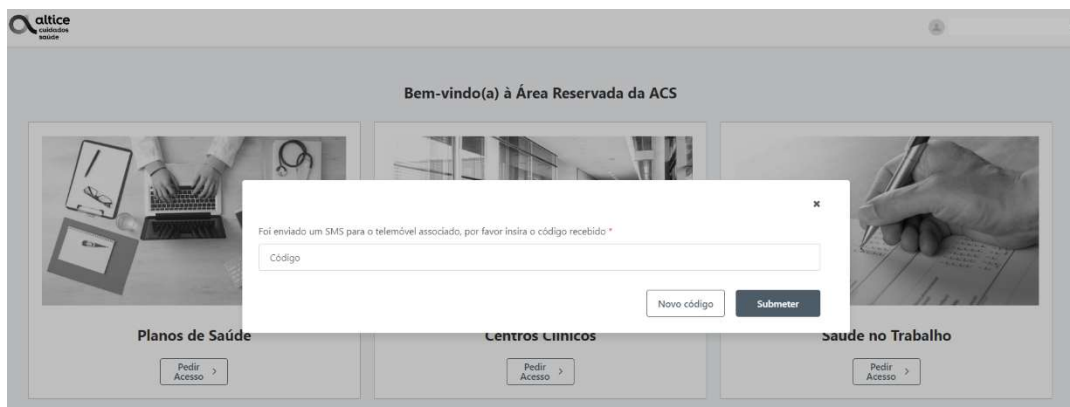 altice
cuidados
saúde
Bem-vindo(a) à Área Reservada da ACS
Foi enviado um SMS para o telemóvel associado, por favor insira o código recebido *
Código
Novo código
Submeter
Planos de Saúde
Centros Clínicos
Saúde no Trabalho
Pedir
Acesso >
Pedir
Acesso >
Pedir
Acesso >